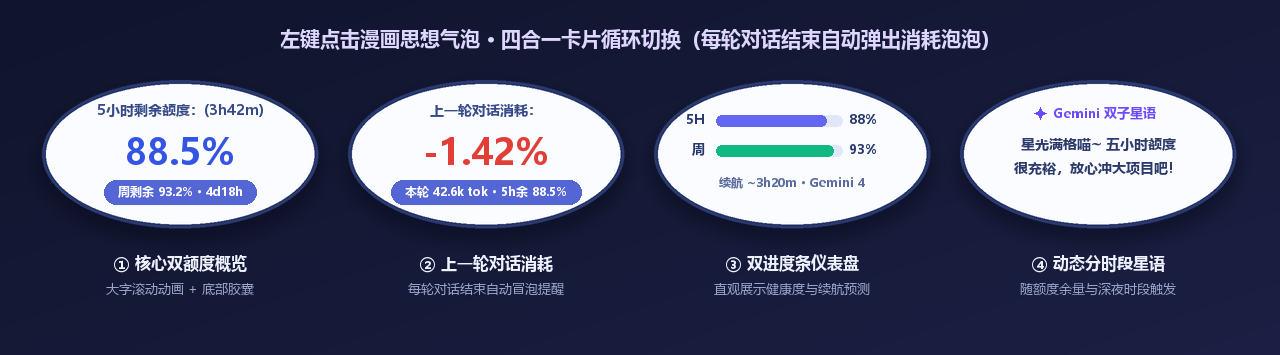 左键点击漫画思想气泡 • 四合一卡片循环切换（每轮对话结束自动弹出消耗泡泡）
5小时剩余额度：(3h42m)
88.5%
周剩余 93.2% • 4d18h
① 核心双额度概览
大字滚动动画 + 底部胶囊
上一轮对话消耗：
-1.42%
本轮 42.6k tok • 5h余 88.5%
② 上一轮对话消耗
每轮对话结束自动冒泡提醒
5H 88%
周 93%
续航 ~3h20m • Gemini 4
③ 双进度条仪表盘
直观展示健康度与续航预测
Gemini 双子星语
星光满格喵~ 五小时额度
很充裕，放心冲大项目吧！
④ 动态分时段星语
随额度余量与深夜时段触发